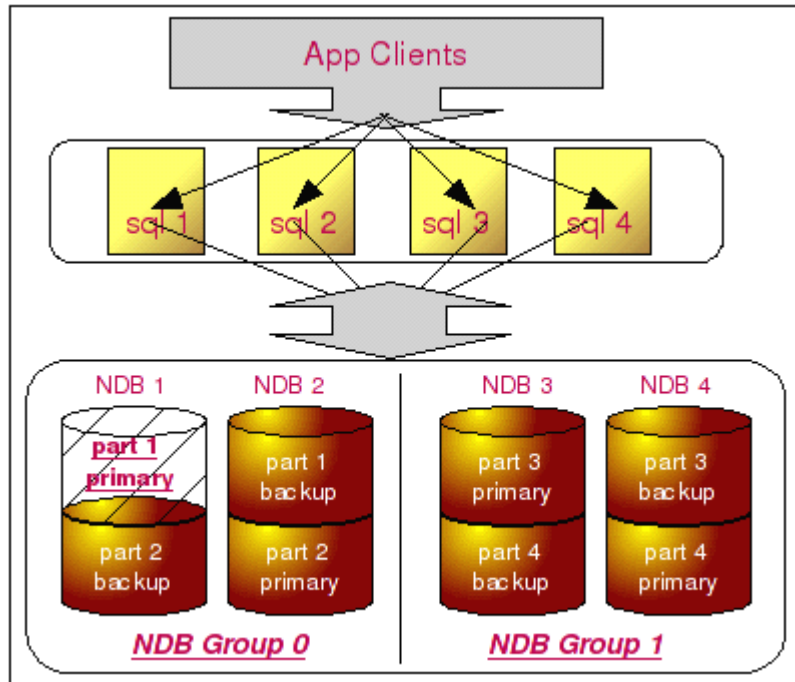 App Clients
sql 1
sql 2
sql 3
sql 4
NDB 1
NDB 2
NDB 3
NDB 4
part 1
primary
part 2
backup
part 1
backup
part 2
primary
part 3
primary
part 4
backup
part 3
backup
part 4
primary
NDB Group 0
NDB Group 1